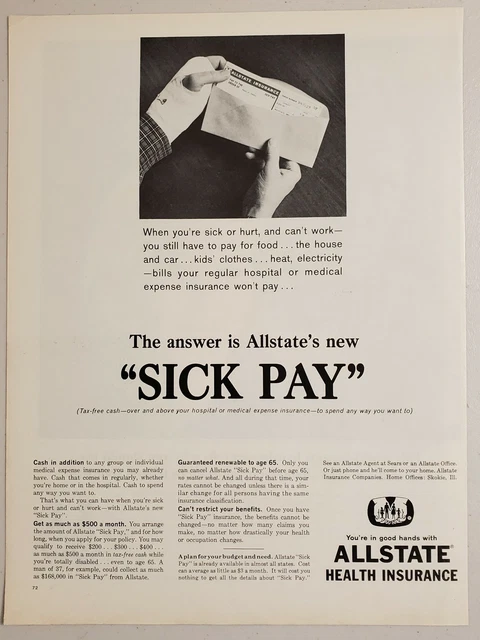 ALLSTATE INSURANCE
When you're sick or hurt, and can't work—
you still have to pay for food . . . the house
and car . . . kids' clothes . . . heat, electricity
—bills your regular hospital or medical
expense insurance won't pay . . .
The answer is Allstate's new
“SICK PAY”
(Tax-free cash—over and above your hospital or medical expense insurance—to spend any way you want to)
Cash in addition to any group or individual
medical expense insurance you may already
have. Cash that comes regularly, whether
you're home or in the hospital. Cash to spend
any way you want to.
That's what you can have when you're sick
or hurt and can't work—with Allstate's new
“Sick Pay”.
Get as much as $500 a month. You arrange
the amount of Allstate “Sick Pay,” and for how
long, when you apply for your policy. You may
qualify to receive $200 . . . $300 . . . $400 . . .
as much as $500 a month in tax-free cash while
you're totally disabled . . . even to age 65. A
man of 37, for example, could collect as much
as $168,000 in “Sick Pay” from Allstate.
72
Guaranteed renewable to age 65. Only you
can cancel Allstate “Sick Pay” before age 65,
no matter what. And all during that time, your
rates cannot be changed unless there is a sim-
ilar change for all persons having the same
insurance classification.
Can't restrict your benefits. Once you have
“Sick Pay” insurance, the benefits cannot be
changed—no matter how many claims you
make, no matter how drastically your health
or occupation changes.
A plan for your budget and need. Allstate “Sick
Pay” is already available in almost all states. Cost
can average as little as $3 a month. It will cost you
nothing to get all the details about “Sick Pay.”
See an Allstate Agent at Sears or an Allstate Office.
Or just phone and he'll come to your home. Allstate
Insurance Companies. Home Offices: Skokie, Ill.
You're in good hands with
ALLSTATE®
HEALTH INSURANCE